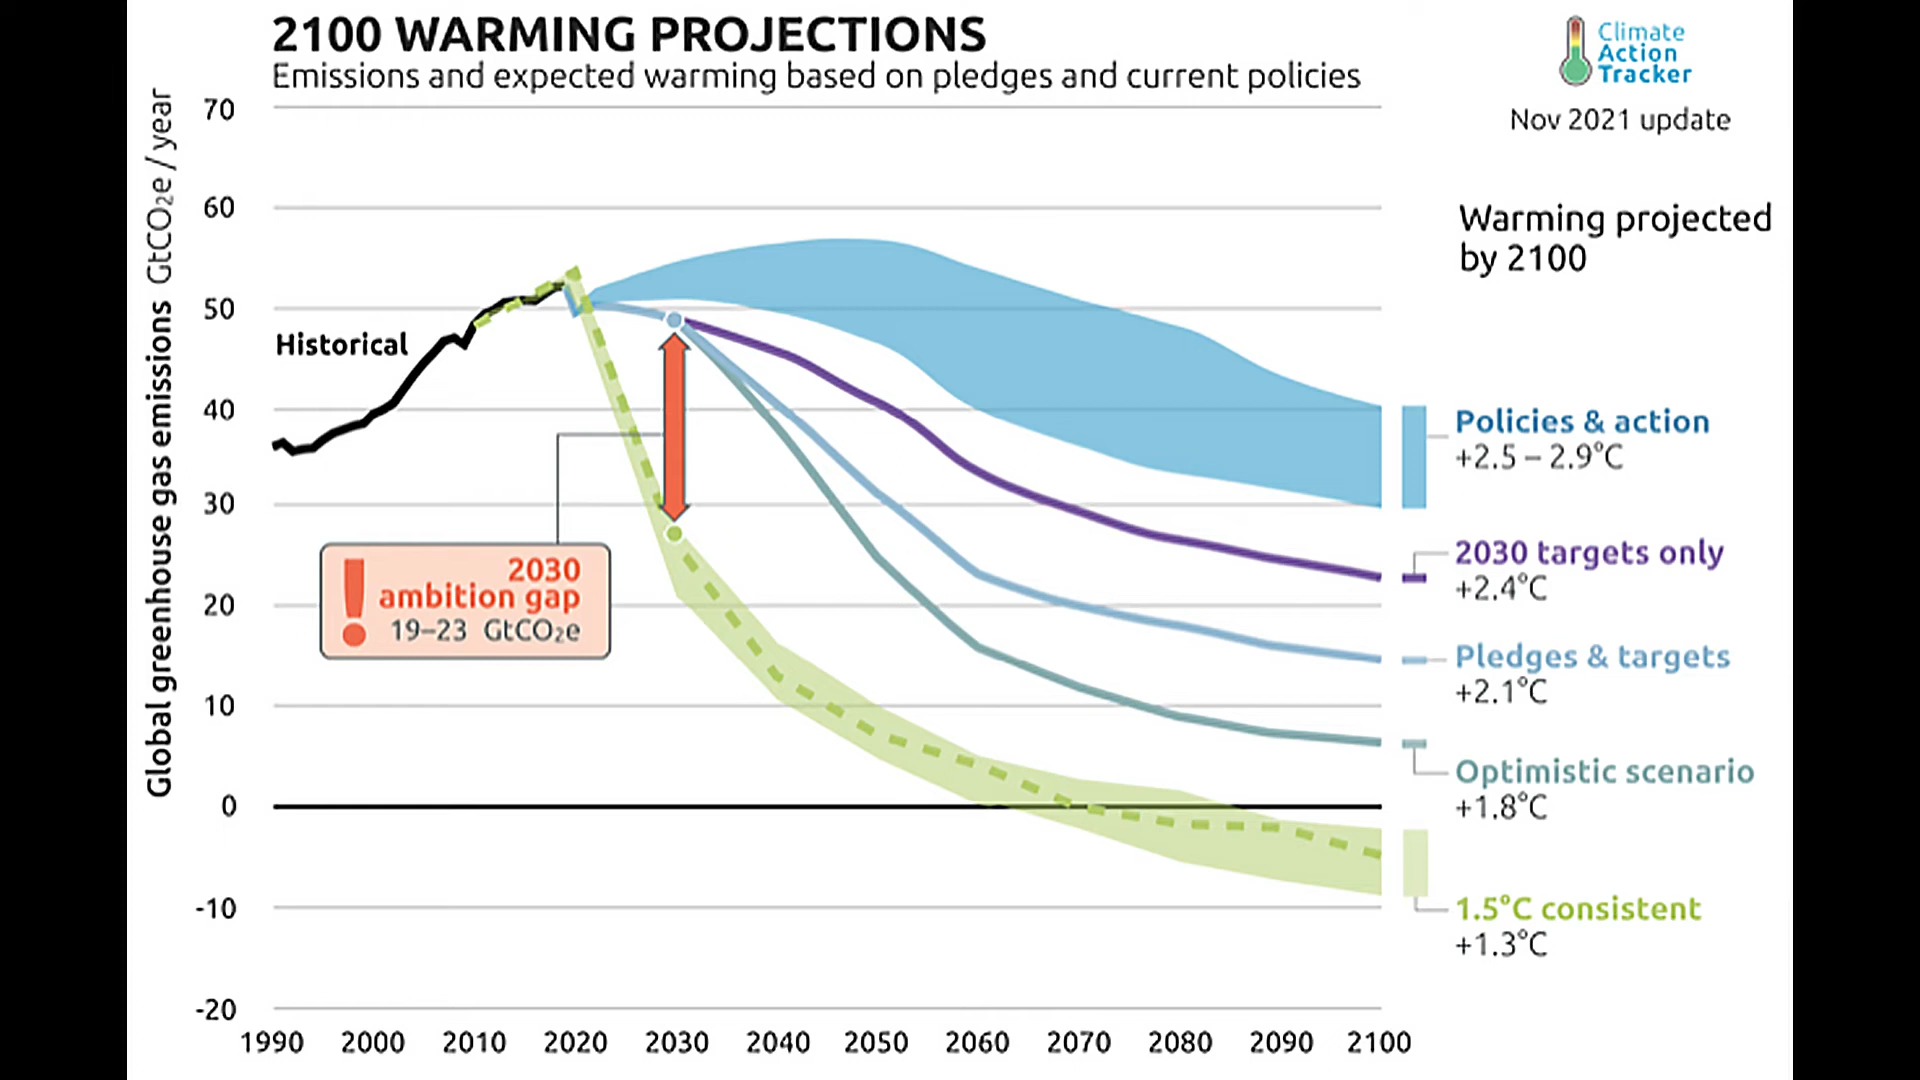 2100 WARMING PROJECTIONS
Emissions and expected warming based on pledges and current policies
Climate
Action
Tracker
Nov 2021 update
Global greenhouse gas emissions GtCO₂e / year
70
60
50
40
30
20
10
0
-10
-20
Historical
2030
ambition gap
19–23 GtCO₂e
Warming projected
by 2100
Policies & action
+2.5 – 2.9°C
2030 targets only
+2.4°C
Pledges & targets
+2.1°C
Optimistic scenario
+1.8°C
1.5°C consistent
+1.3°C
1990 2000 2010 2020 2030 2040 2050 2060 2070 2080 2090 2100